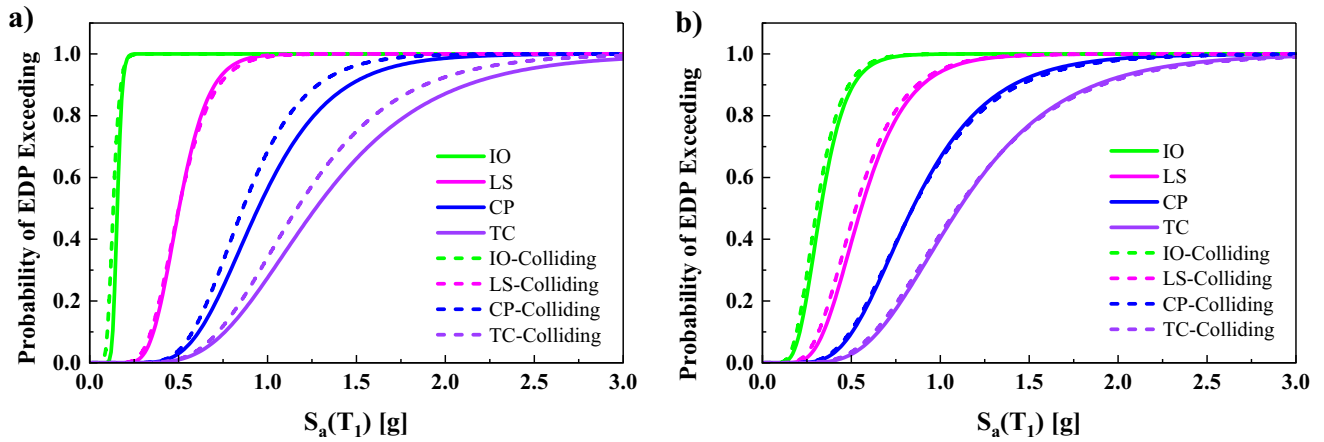 a)
Probability of EDP Exceeding
1.0
0.8
0.6
0.4
0.2
0.0
0.0 0.5 1.0 1.5 2.0 2.5 3.0
Sa(T1) [g]
IO
LS
CP
TC
IO-Colliding
LS-Colliding
CP-Colliding
TC-Colliding
b)
Probability of EDP Exceeding
1.0
0.8
0.6
0.4
0.2
0.0
0.0 0.5 1.0 1.5 2.0 2.5 3.0
Sa(T1) [g]
IO
LS
CP
TC
IO-Colliding
LS-Colliding
CP-Colliding
TC-Colliding